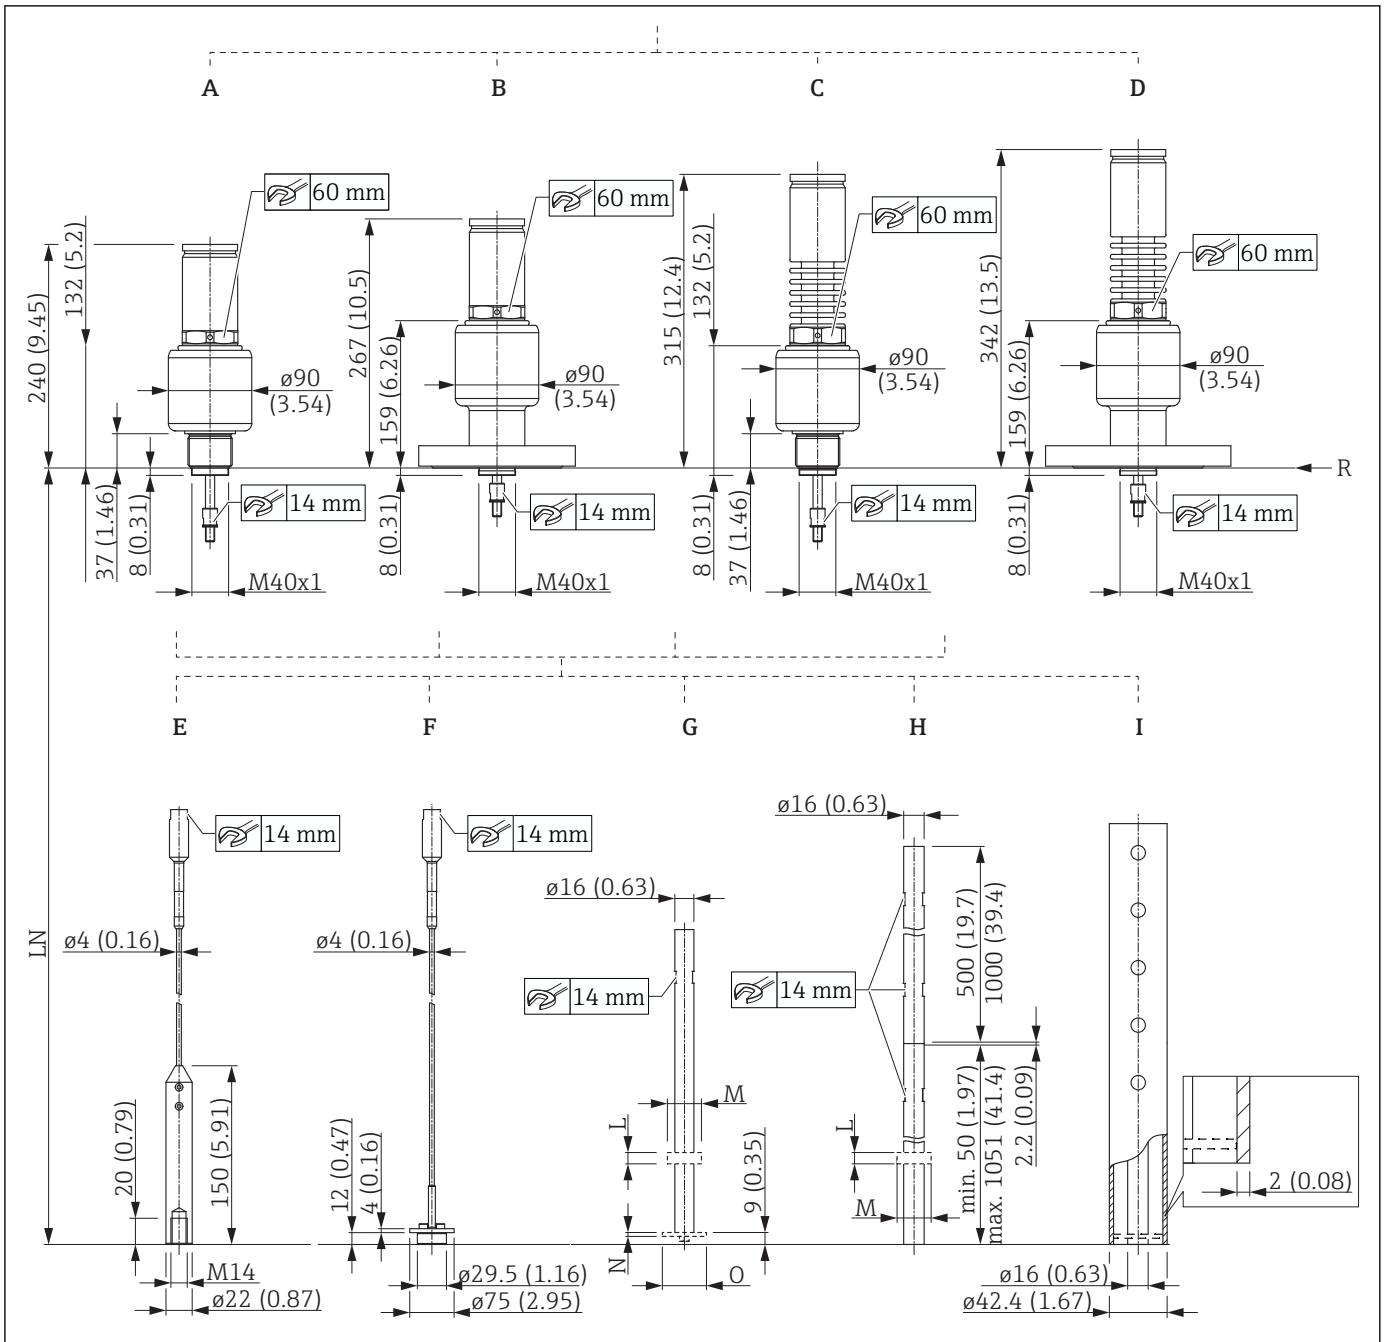 A
B
C
D
60 mm
60 mm
60 mm
60 mm
240 (9.45)
132 (5.2)
37 (1.46)
8 (0.31)
ø90
(3.54)
14 mm
M40x1
267 (10.5)
159 (6.26)
8 (0.31)
ø90
(3.54)
14 mm
M40x1
315 (12.4)
132 (5.2)
8 (0.31)
37 (1.46)
ø90
(3.54)
14 mm
M40x1
342 (13.5)
159 (6.26)
8 (0.31)
ø90
(3.54)
14 mm
M40x1
R
LN
E
F
G
H
I
14 mm
ø4 (0.16)
20 (0.79)
150 (5.91)
M14
ø22 (0.87)
14 mm
ø4 (0.16)
12 (0.47)
4 (0.16)
ø29.5 (1.16)
ø75 (2.95)
ø16 (0.63)
14 mm
L
M
N
O
9 (0.35)
ø16 (0.63)
14 mm
500 (19.7)
1000 (39.4)
L
M
min. 50 (1.97)
max. 1051 (41.4)
2.2 (0.09)
2 (0.08)
ø16 (0.63)
ø42.4 (1.67)